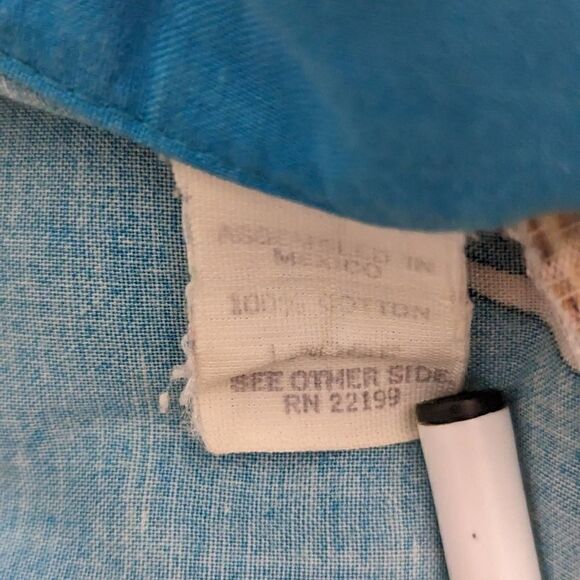 ASSEMBLED IN
MEXICO
100% COTTON
SEE OTHER SIDE
RN 22199